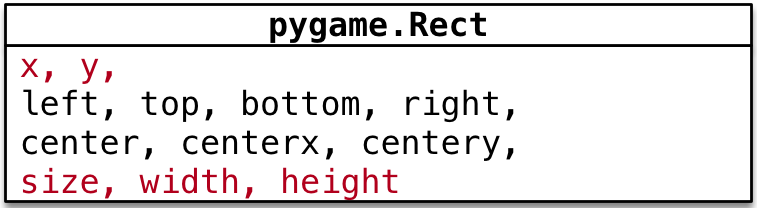 pygame.Rect
x, y,
left, top, bottom, right,
center, centerx, centery,
size, width, height